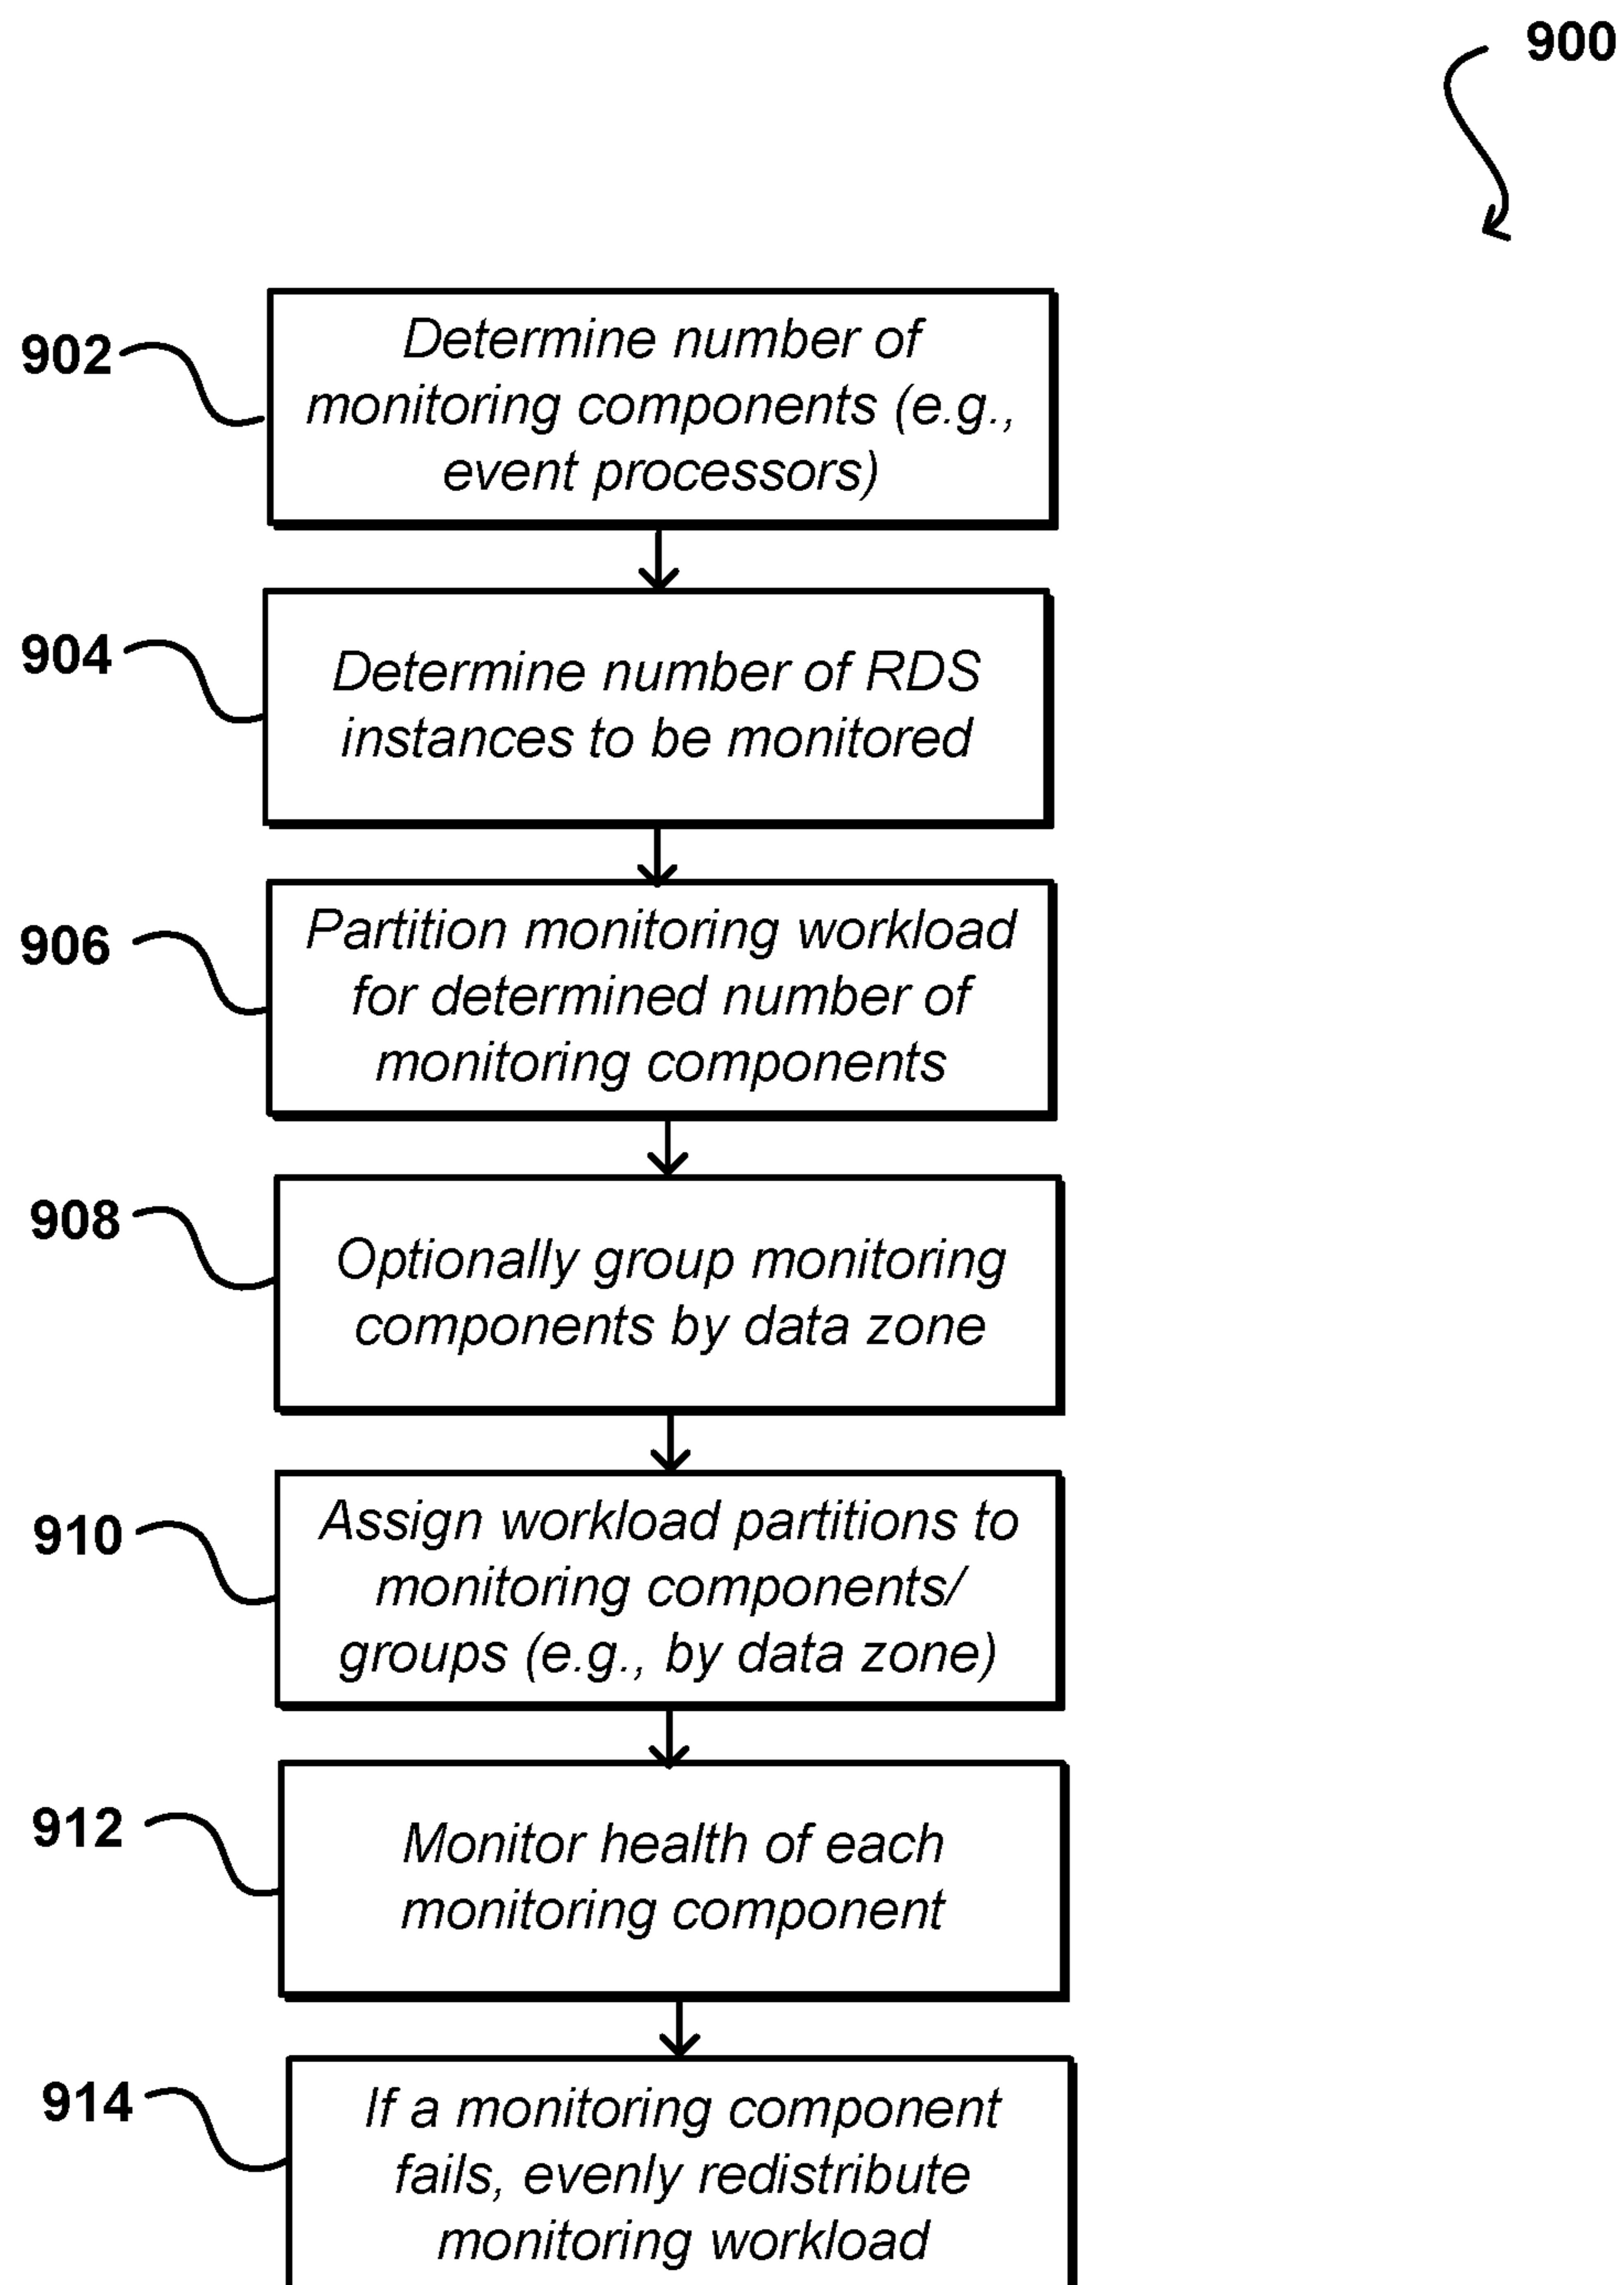 900
902
Determine number of
monitoring components (e.g.,
event processors)
904
Determine number of RDS
instances to be monitored
906
Partition monitoring workload
for determined number of
monitoring components
908
Optionally group monitoring
components by data zone
910
Assign workload partitions to
monitoring components/
groups (e.g., by data zone)
912
Monitor health of each
monitoring component
914
If a monitoring component
fails, evenly redistribute
monitoring workload